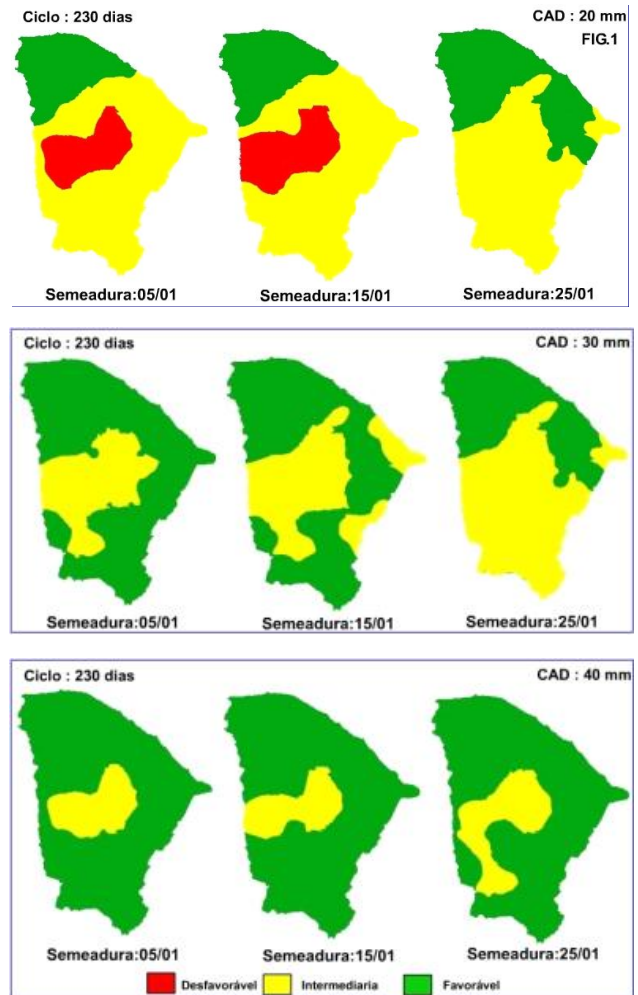 Ciclo : 230 dias CAD : 20 mm
FIG.1
Semeadura:05/01 Semeadura:15/01 Semeadura:25/01
Ciclo : 230 dias CAD : 30 mm
Semeadura:05/01 Semeadura:15/01 Semeadura:25/01
Ciclo : 230 dias CAD : 40 mm
Semeadura:05/01 Semeadura:15/01 Semeadura:25/01
Desfavorável Intermediaria Favorável